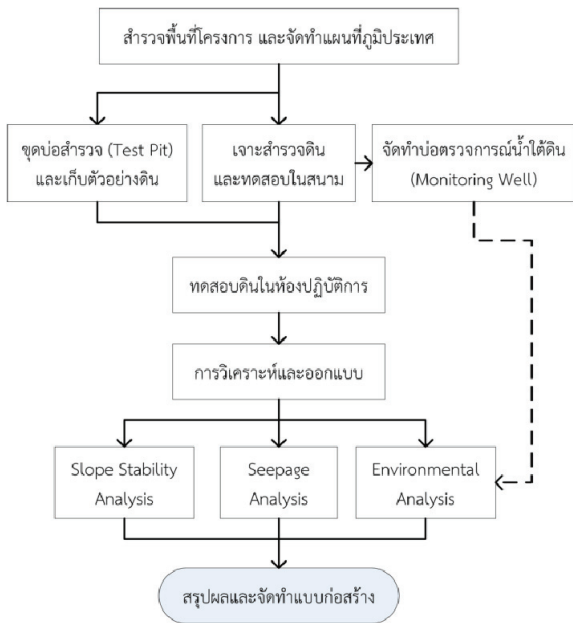 สำรวจพื้นที่โครงการ และจัดทำแผนที่ภูมิประเทศ
ขุดบ่อสำรวจ (Test Pit)
และเก็บตัวอย่างดิน
เจาะสำรวจดิน
และทดสอบในสนาม
จัดทำบ่อตรวจการณ์น้ำใต้ดิน
(Monitoring Well)
ทดสอบดินในห้องปฏิบัติการ
การวิเคราะห์และออกแบบ
Slope Stability
Analysis
Seepage
Analysis
Environmental
Analysis
สรุปผลและจัดทำแบบก่อสร้าง